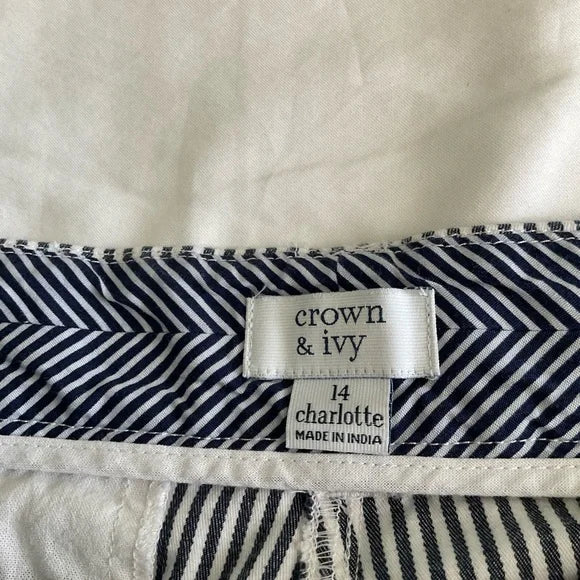 crown
& ivy
14
charlotte
MADE IN INDIA